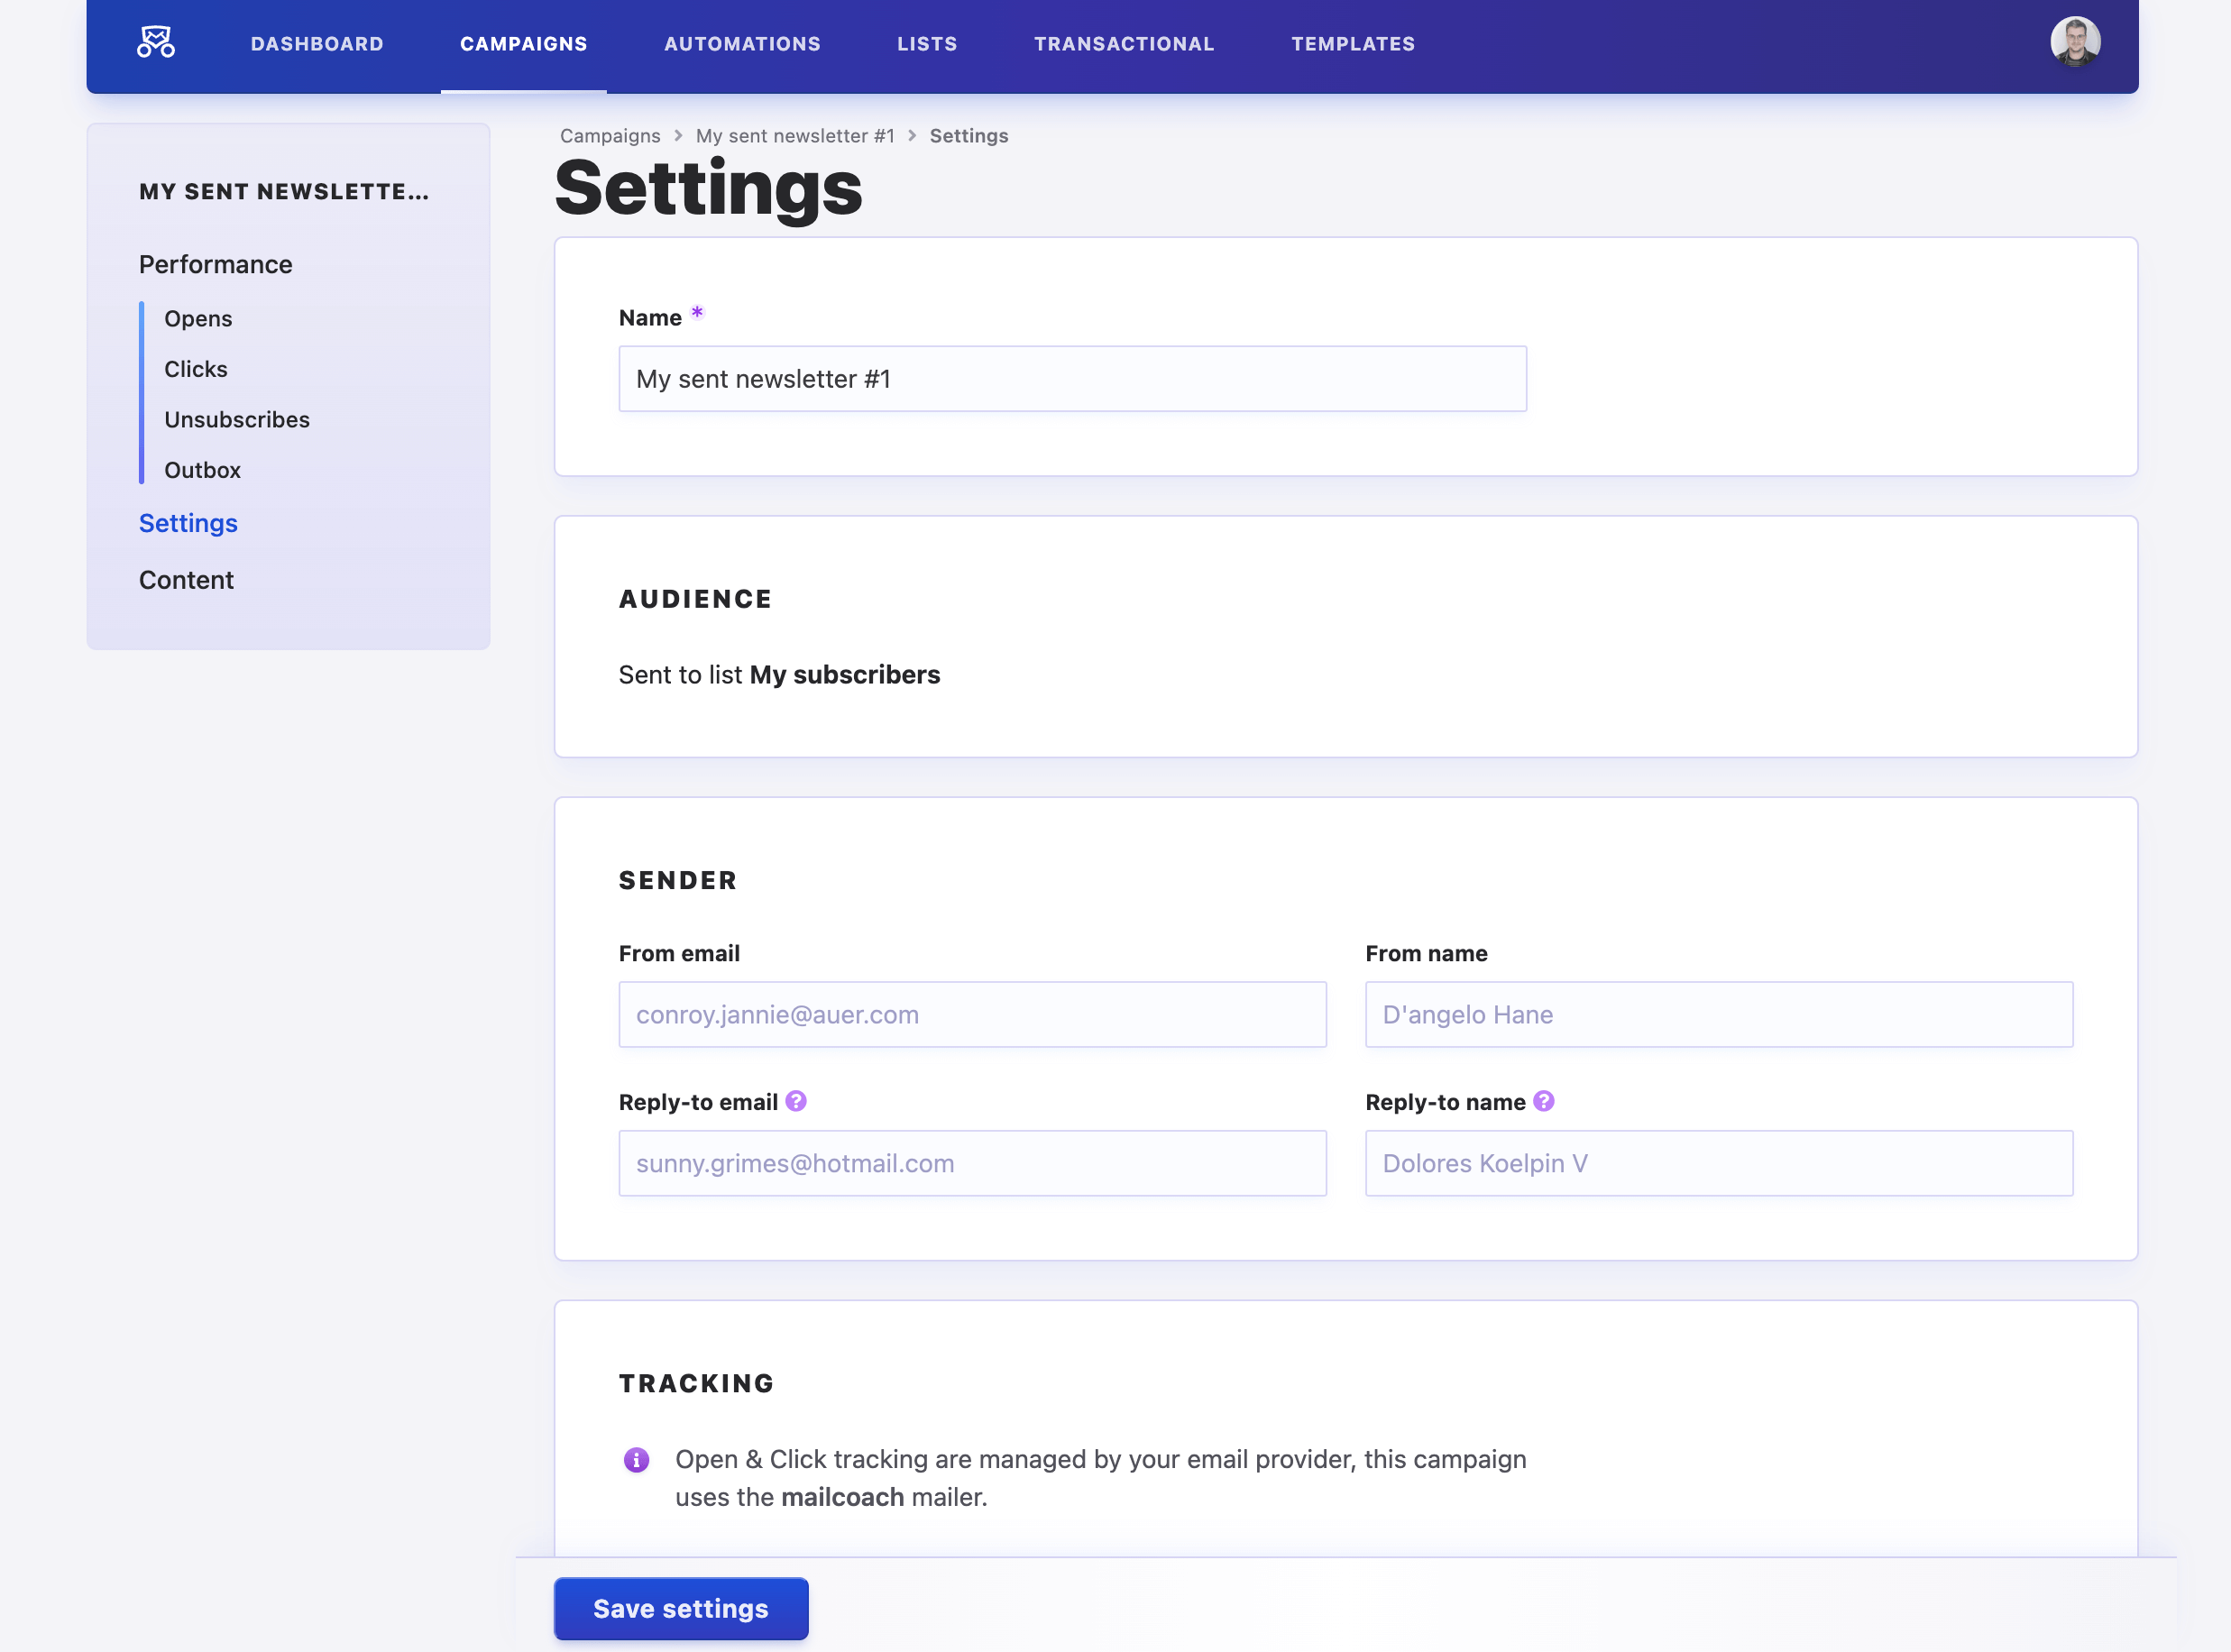 DASHBOARD CAMPAIGNS AUTOMATIONS LISTS TRANSACTIONAL TEMPLATES
MY SENT NEWSLETTE...
Performance
Opens
Clicks
Unsubscribes
Outbox
Settings
Content
Campaigns > My sent newsletter #1 > Settings
Settings
Name *
My sent newsletter #1
AUDIENCE
Sent to list My subscribers
SENDER
From email
From name
conroy.jannie@auer.com
D'angelo Hane
Reply-to email ?
Reply-to name ?
sunny.grimes@hotmail.com
Dolores Koelpin V
TRACKING
Open & Click tracking are managed by your email provider, this campaign
uses the mailcoach mailer.
Save settings